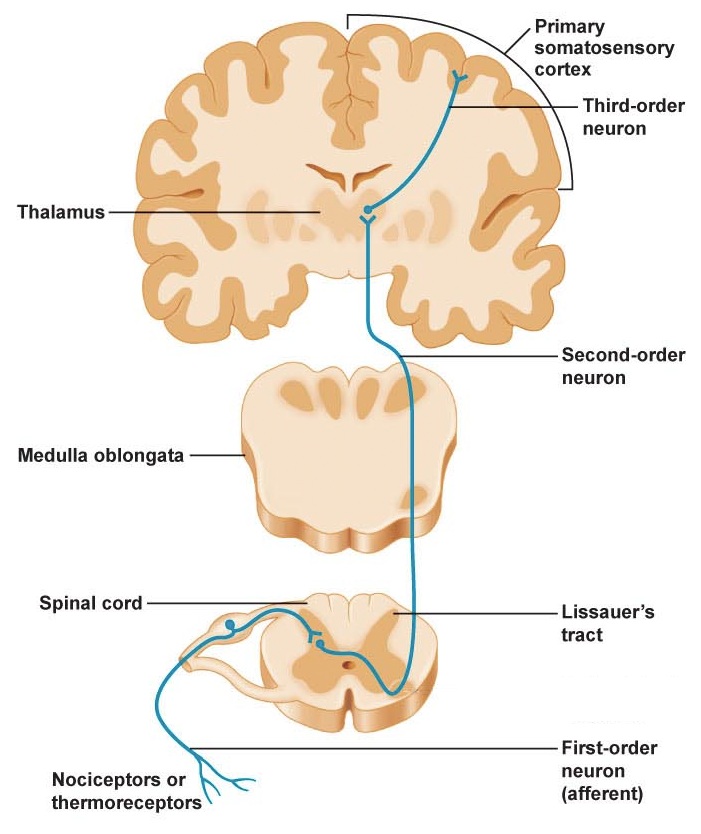 Primary
somatosensory
cortex
Third-order
neuron
Thalamus
Second-order
neuron
Medulla oblongata
Spinal cord
Lissauer's
tract
First-order
neuron
(afferent)
Nociceptors or
thermoreceptors